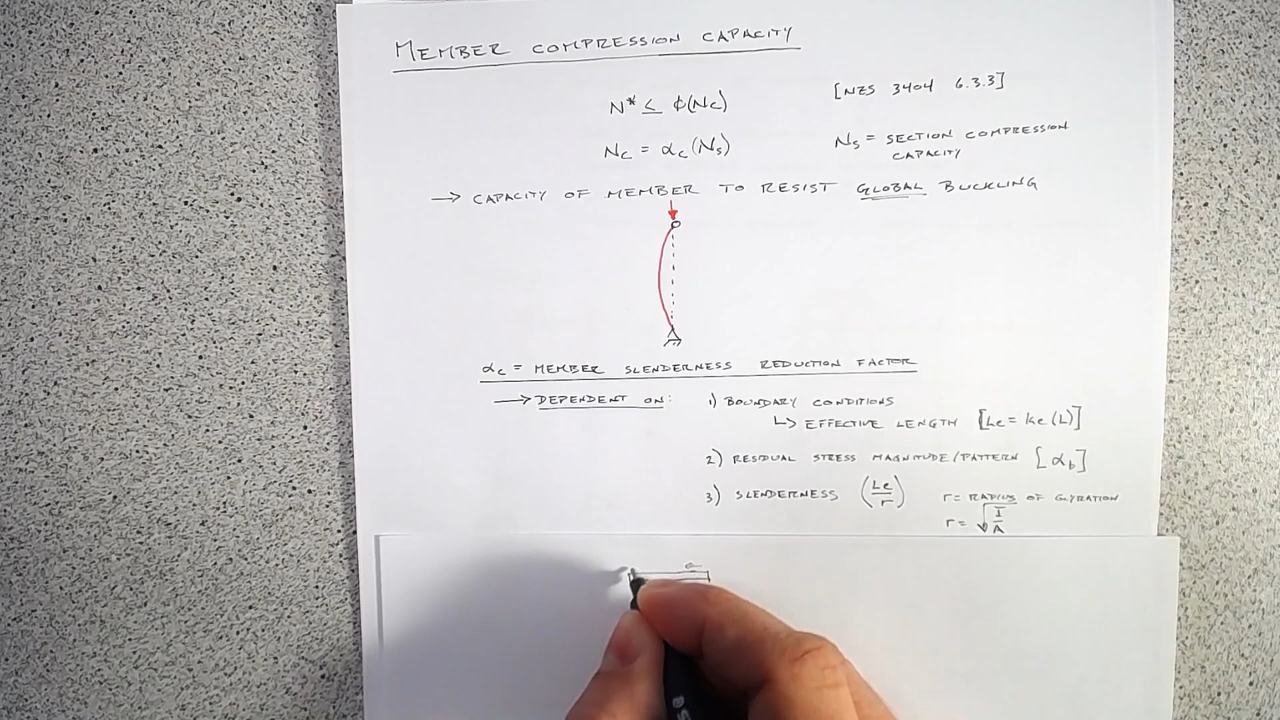 MEMBER COMPRESSION CAPACITY
N* ≤ ϕ(Nc) [NZS 3404 6.3.3]
Nc = αc(Ns) Ns = SECTION COMPRESSION CAPACITY
→ CAPACITY OF MEMBER TO RESIST GLOBAL BUCKLING
αc = MEMBER SLENDERNESS REDUCTION FACTOR
→ DEPENDENT ON: 1) BOUNDARY CONDITIONS
↳ EFFECTIVE LENGTH [Le = ke(L)]
2) RESIDUAL STRESS MAGNITUDE/PATTERN [αb]
3) SLENDERNESS (Le/r) r = RADIUS OF GYRATION
r = √(I/A)